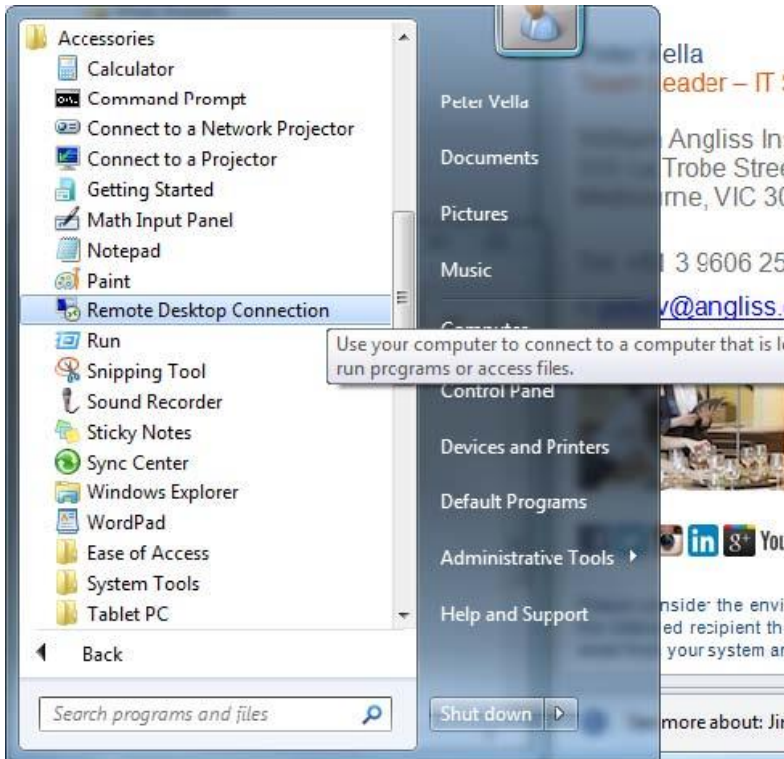 Accessories
Calculator
Command Prompt
Connect to a Network Projector
Connect to a Projector
Getting Started
Math Input Panel
Notepad
Paint
Remote Desktop Connection
Run
Snipping Tool
Sound Recorder
Sticky Notes
Sync Center
Windows Explorer
WordPad
Ease of Access
System Tools
Tablet PC
Back
Search programs and files
Peter Vella
Documents
Pictures
Music
Computer
Use your computer to connect to a computer that is l
run programs or access files.
Control Panel
Devices and Printers
Default Programs
Administrative Tools
Help and Support
Shut down
ella
eader – IT
Angliss In
Trobe Stree
rne, VIC 30
3 9606 25
v@angliss.
in g+ You
nsider the envi
ed recipient th
your system ar
more about: Jir